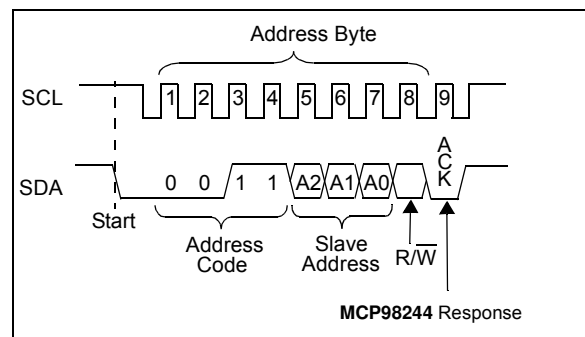 Address Byte
SCL 1 2 3 4 5 6 7 8 9
SDA 0 0 1 1 A2 A1 A0 ACK
Start
Address Code
Slave Address
R/W̅
MCP98244 Response